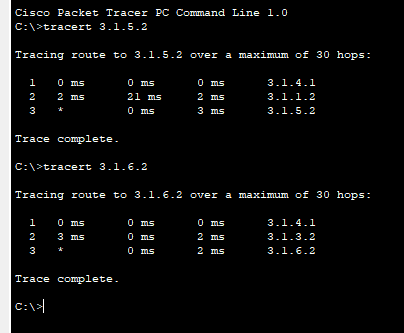 Cisco Packet Tracer PC Command Line 1.0
C:\>tracert 3.1.5.2
Tracing route to 3.1.5.2 over a maximum of 30 hops:
1 0 ms 0 ms 0 ms 3.1.4.1
2 2 ms 21 ms 2 ms 3.1.1.2
3 * 0 ms 3 ms 3.1.5.2
Trace complete.
C:\>tracert 3.1.6.2
Tracing route to 3.1.6.2 over a maximum of 30 hops:
1 0 ms 0 ms 0 ms 3.1.4.1
2 3 ms 0 ms 2 ms 3.1.3.2
3 * 0 ms 2 ms 3.1.6.2
Trace complete.
C:\>